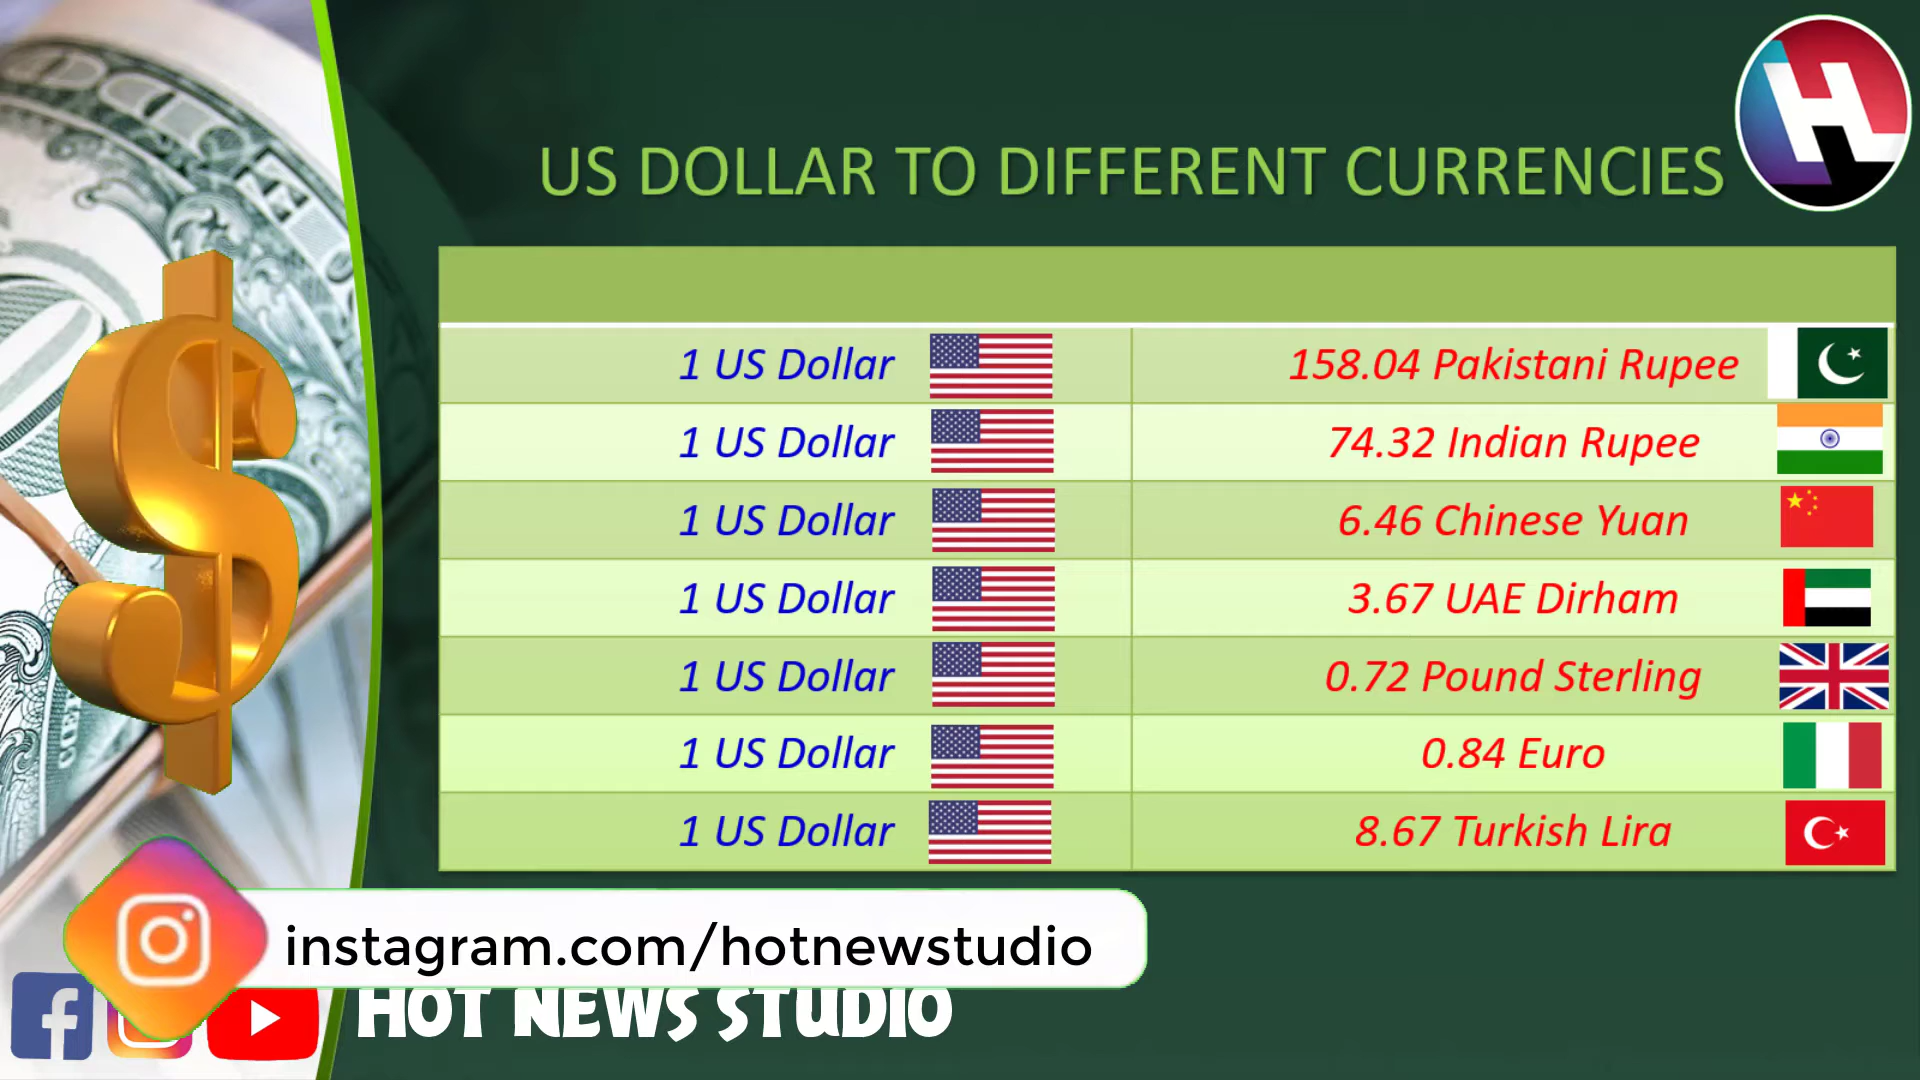 US DOLLAR TO DIFFERENT CURRENCIES
1 US Dollar 158.04 Pakistani Rupee
1 US Dollar 74.32 Indian Rupee
1 US Dollar 6.46 Chinese Yuan
1 US Dollar 3.67 UAE Dirham
1 US Dollar 0.72 Pound Sterling
1 US Dollar 0.84 Euro
1 US Dollar 8.67 Turkish Lira
instagram.com/hotnewstudio
HOT NEWS STUDIO